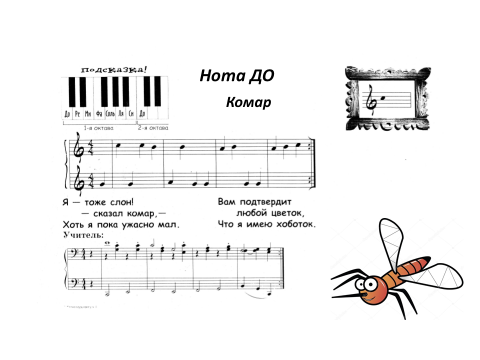 Подсказка!
До Ре Ми Фа Соль Ля Си До
1-я октава
2-я октава
Нота ДО
Комар
Я — тоже слон!
— сказал комар,—
Хоть я пока ужасно мал.
Вам подтвердит
любой цветок,
Что я имею хоботок.
Учитель: